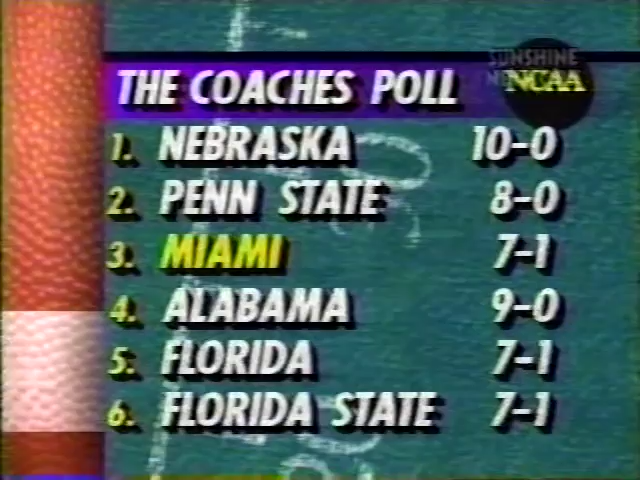 SUNSHINE
NCAA
THE COACHES POLL
1. NEBRASKA 10-0
2. PENN STATE 8-0
3. MIAMI 7-1
4. ALABAMA 9-0
5. FLORIDA 7-1
6. FLORIDA STATE 7-1